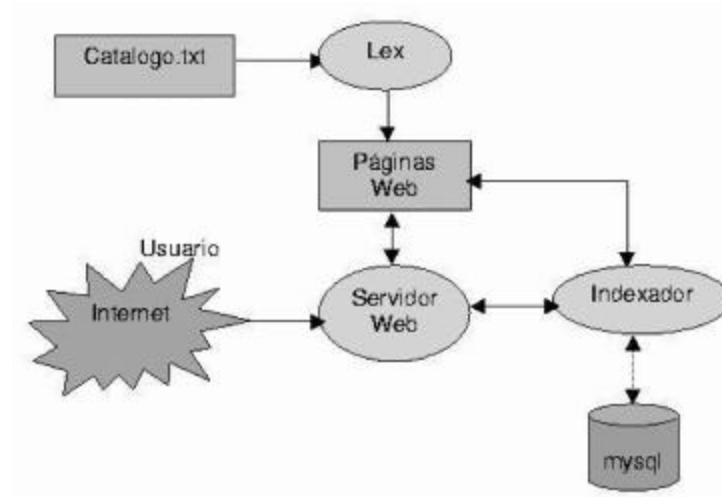 Catalogo.txt
Lex
Páginas
Web
Usuario
Internet
Servidor
Web
Indexador
mysql